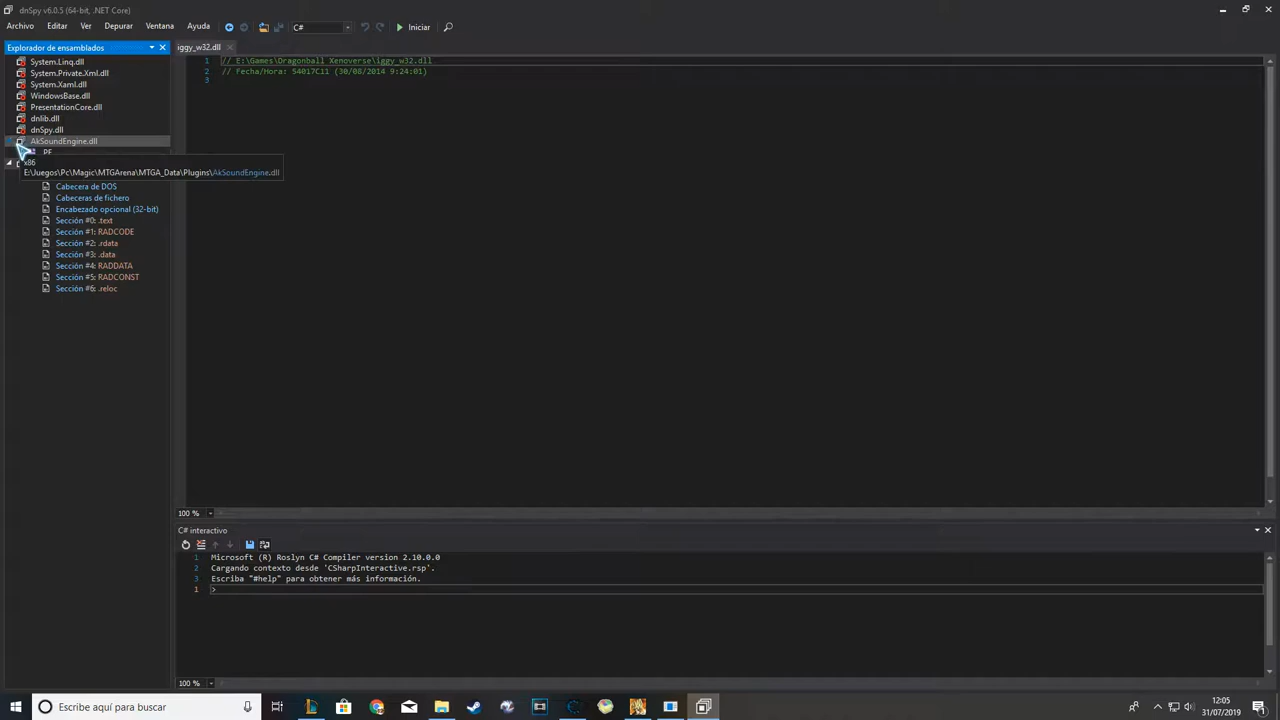 dnSpy v6.0.5 (64-bit, .NET Core)
Archivo Editar Ver Depurar Ventana Ayuda C# Iniciar
Explorador de ensamblados
iggy_w32.dll
System.Linq.dll
System.Private.Xml.dll
System.Xaml.dll
WindowsBase.dll
PresentationCore.dll
dnlib.dll
dnSpy.dll
AkSoundEngine.dll
PE
x86
E:\Juegos\Pc\Magic\MTGArena\MTGA_Data\Plugins\AkSoundEngine.dll
Cabecera de DOS
Cabeceras de fichero
Encabezado opcional (32-bit)
Sección #0: .text
Sección #1: RADCODE
Sección #2: .rdata
Sección #3: .data
Sección #4: RADDATA
Sección #5: RADCONST
Sección #6: .reloc
1 // E:\Games\Dragonball Xenoverse\iggy_w32.dll
2 // Fecha/Hora: 54017C11 (30/08/2014 9:24:01)
3
100 %
C# interactivo
1 Microsoft (R) Roslyn C# Compiler version 2.10.0.0
2 Cargando contexto desde 'CSharpInteractive.rsp'.
3 Escriba "#help" para obtener más información.
1 >
100 %
Escribe aquí para buscar
12:05
31/07/2019